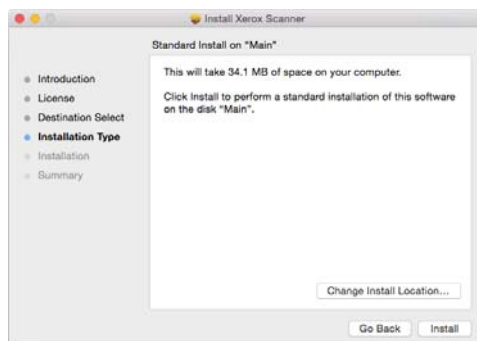 Install Xerox Scanner
Standard Install on "Main"
Introduction
License
Destination Select
Installation Type
Installation
Summary
This will take 34.1 MB of space on your computer.
Click Install to perform a standard installation of this software
on the disk "Main".
Change Install Location...
Go Back
Install